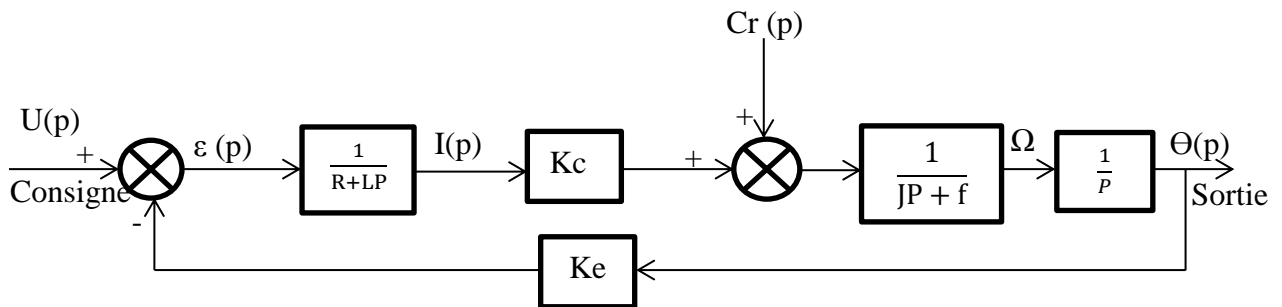 Cr (p)
U(p)
+
ε (p)
1
R+LP
I(p)
Kc
+
+
1
JP + f
Ω
1
P
Θ(p)
Consigne
Sortie
-
Ke